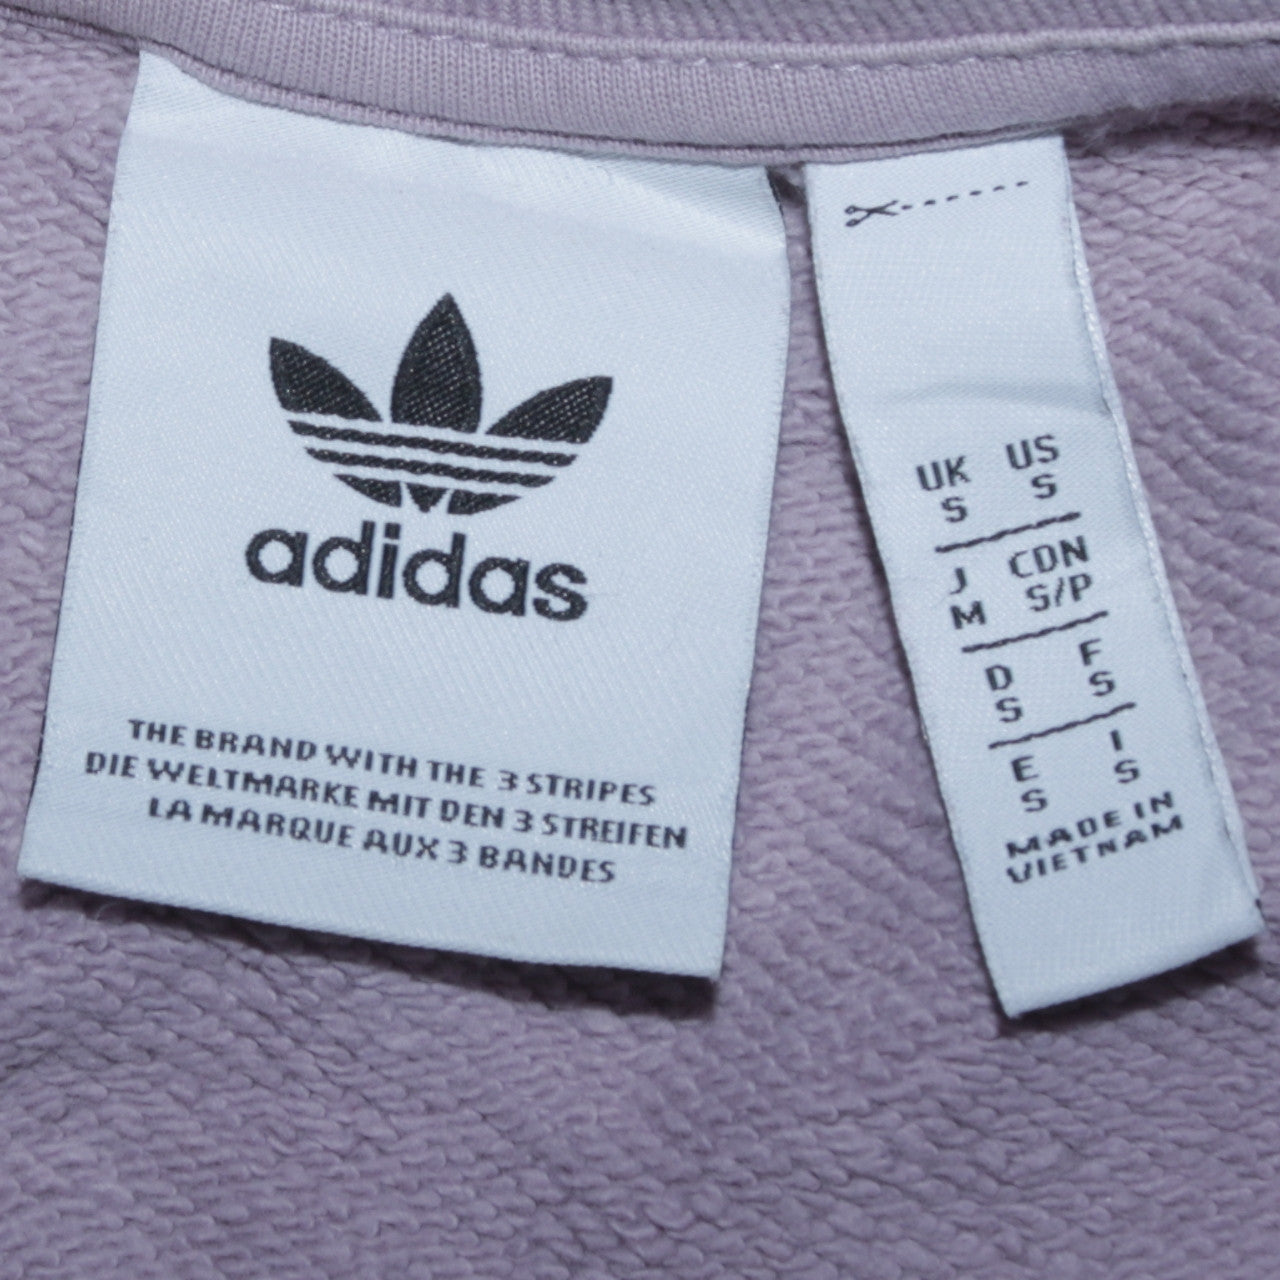 adidas
THE BRAND WITH THE 3 STRIPES
DIE WELTMARKE MIT DEN 3 STREIFEN
LA MARQUE AUX 3 BANDES
UK US
S S
J CDN
M S/P
D F
S S
E I
S S
MADE IN
VIETNAM